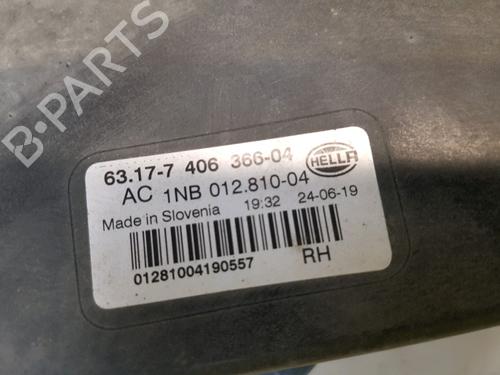 B-PARTS
63.17-7 406 366-04
HELLA
AC 1NB 012.810-04
Made in Slovenia 19:32 24-06-19
01281004190557 RH